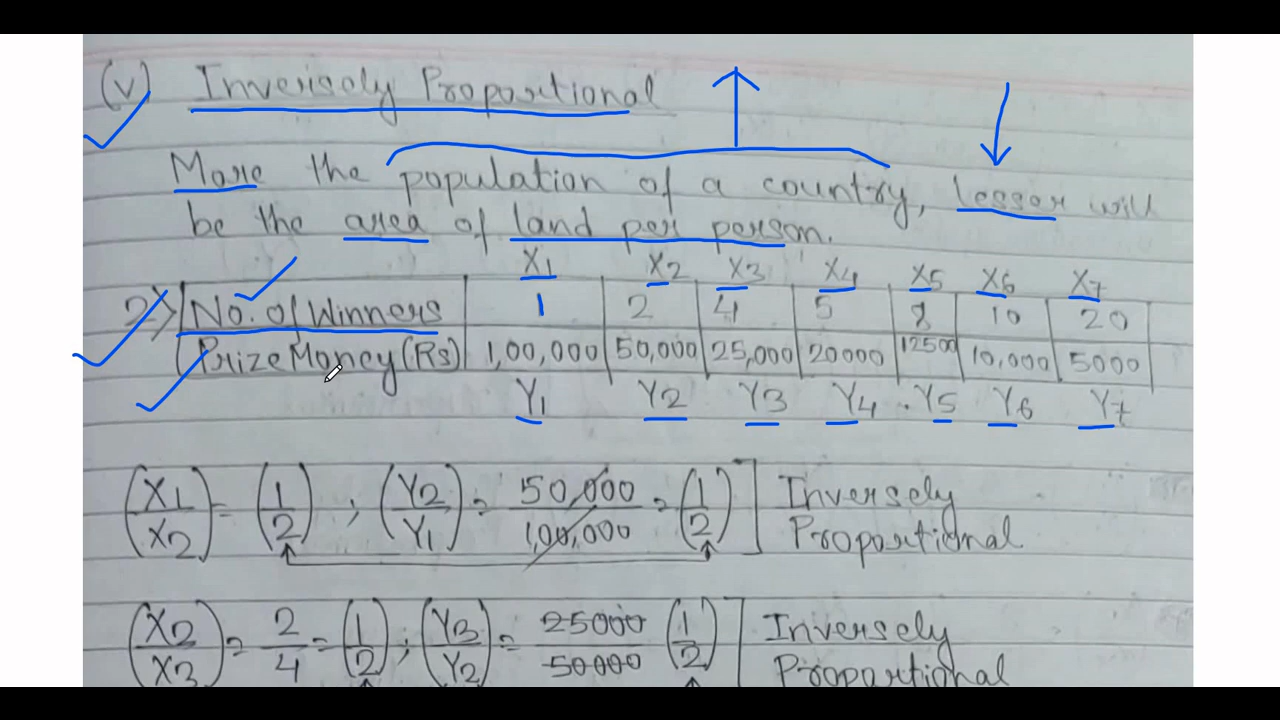 (v) Inversely Proportional
More the population of a country, lesser will
be the area of land per person.
X1 X2 X3 X4 X5 X6 X7
2) No. of Winners 1 2 4 5 8 10 20
Prize Money (Rs) 1,00,000 50,000 25,000 20000 12500 10,000 5000
Y1 Y2 Y3 Y4 Y5 Y6 Y7
(X1/X2) = (1/2) ; (Y2/Y1) = 50,000/1,00,000 = (1/2) ] Inversely Proportional
(X2/X3) = 2/4 = (1/2) ; (Y3/Y2) = 25000/50000 (1/2) Inversely Proportional